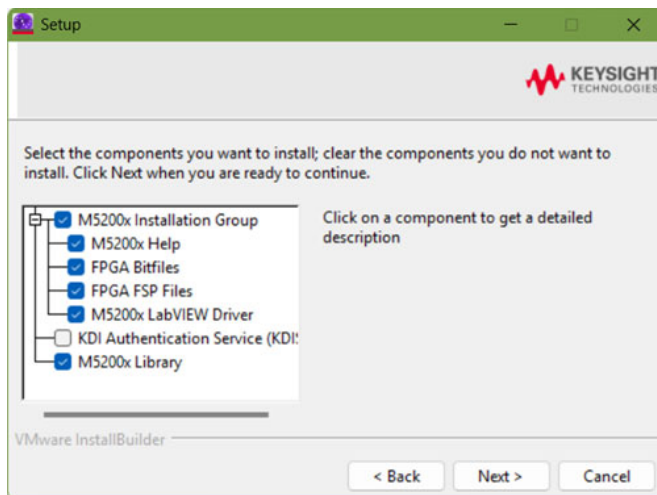 Setup
KEYSIGHT
TECHNOLOGIES
Select the components you want to install; clear the components you do not want to
install. Click Next when you are ready to continue.
M5200x Installation Group
M5200x Help
FPGA Bitfiles
FPGA FSP Files
M5200x LabVIEW Driver
KDI Authentication Service (KDI
M5200x Library
Click on a component to get a detailed
description
VMware InstallBuilder
< Back
Next >
Cancel